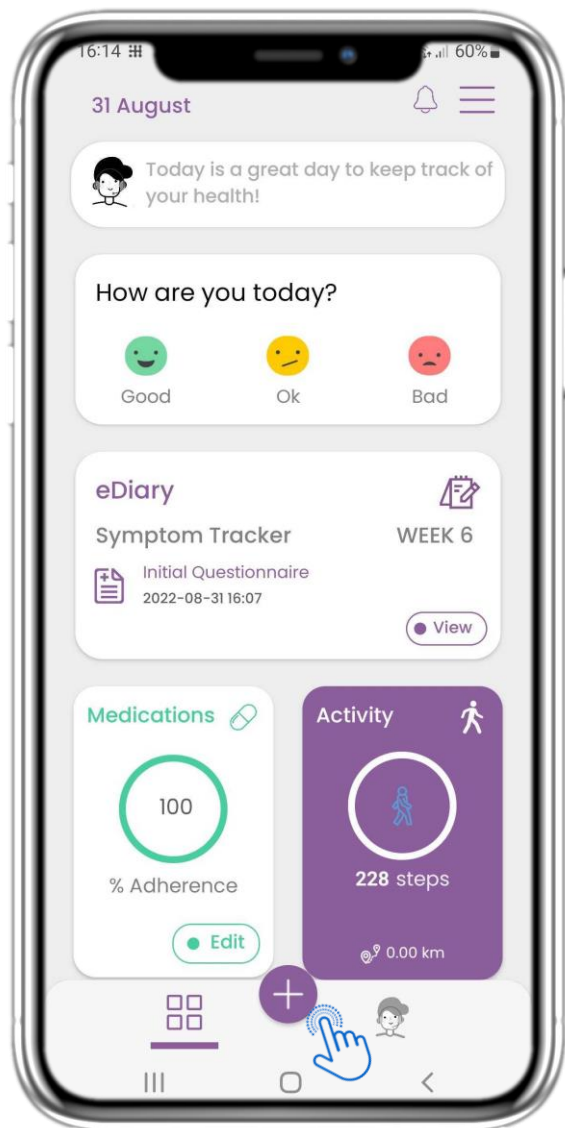 16:14 60%
31 August
Today is a great day to keep track of
your health!
How are you today?
Good Ok Bad
eDiary
Symptom Tracker WEEK 6
Initial Questionnaire
2022-08-31 16:07
View
Medications Activity
100
% Adherence 228 steps
Edit 0.00 km